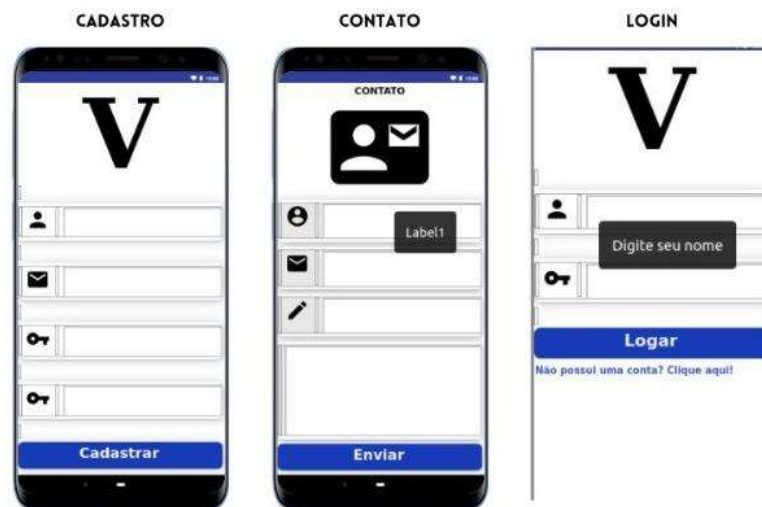 CADASTRO
V
Cadastrar
CONTATO
CONTATO
Label1
Enviar
LOGIN
V
Digite seu nome
Logar
Não possui uma conta? Clique aqui!